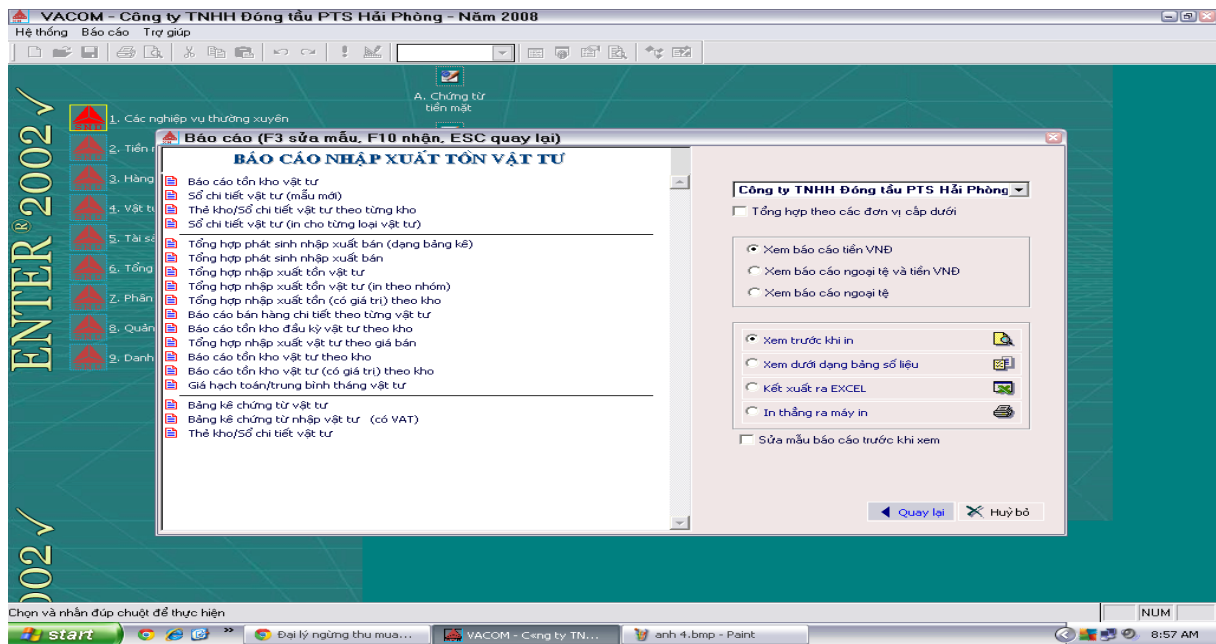 VACOM - Công ty TNHH Đóng tầu PTS Hải Phòng - Năm 2008
Hệ thống Báo cáo Trợ giúp
A. Chứng từ
tiền mặt
1. Các nghiệp vụ thường xuyên
2. Tiền
3. Hàng
4. Vật
5. Tài
6. Tổng
7. Phân
8. Quản
9. Danh
ENTER®2002√
002√
Báo cáo (F3 sửa mẫu, F10 nhận, ESC quay lại)
BÁO CÁO NHẬP XUẤT TỒN VẬT TƯ
Báo cáo tồn kho vật tư
Sổ chi tiết vật tư (mẫu mới)
Thẻ kho/Sổ chi tiết vật tư theo từng kho
Sổ chi tiết vật tư (in cho từng loại vật tư)
Tổng hợp phát sinh nhập xuất bán (dạng bảng kê)
Tổng hợp phát sinh nhập xuất bán
Tổng hợp nhập xuất tồn vật tư
Tổng hợp nhập xuất tồn vật tư (in theo nhóm)
Tổng hợp nhập xuất tồn (có giá trị) theo kho
Báo cáo bán hàng chi tiết theo từng vật tư
Báo cáo tồn kho đầu kỳ vật tư theo kho
Tổng hợp nhập xuất vật tư theo giá bán
Báo cáo tồn kho vật tư theo kho
Báo cáo tồn kho vật tư (có giá trị) theo kho
Giá hạch toán/trung bình tháng vật tư
Bảng kê chứng từ vật tư
Bảng kê chứng từ nhập vật tư (có VAT)
Thẻ kho/Sổ chi tiết vật tư
Công ty TNHH Đóng tầu PTS Hải Phòng
Tổng hợp theo các đơn vị cấp dưới
Xem báo cáo tiền VNĐ
Xem báo cáo ngoại tệ và tiền VNĐ
Xem báo cáo ngoại tệ
Xem trước khi in
Xem dưới dạng bảng số liệu
Kết xuất ra EXCEL
In thẳng ra máy in
Sửa mẫu báo cáo trước khi xem
Quay lại Huỷ bỏ
Chọn và nhấn đúp chuột để thực hiện
NUM
start
Đại lý ngừng thu mua...
VACOM - C«ng ty TN...
anh 4.bmp - Paint
8:57 AM